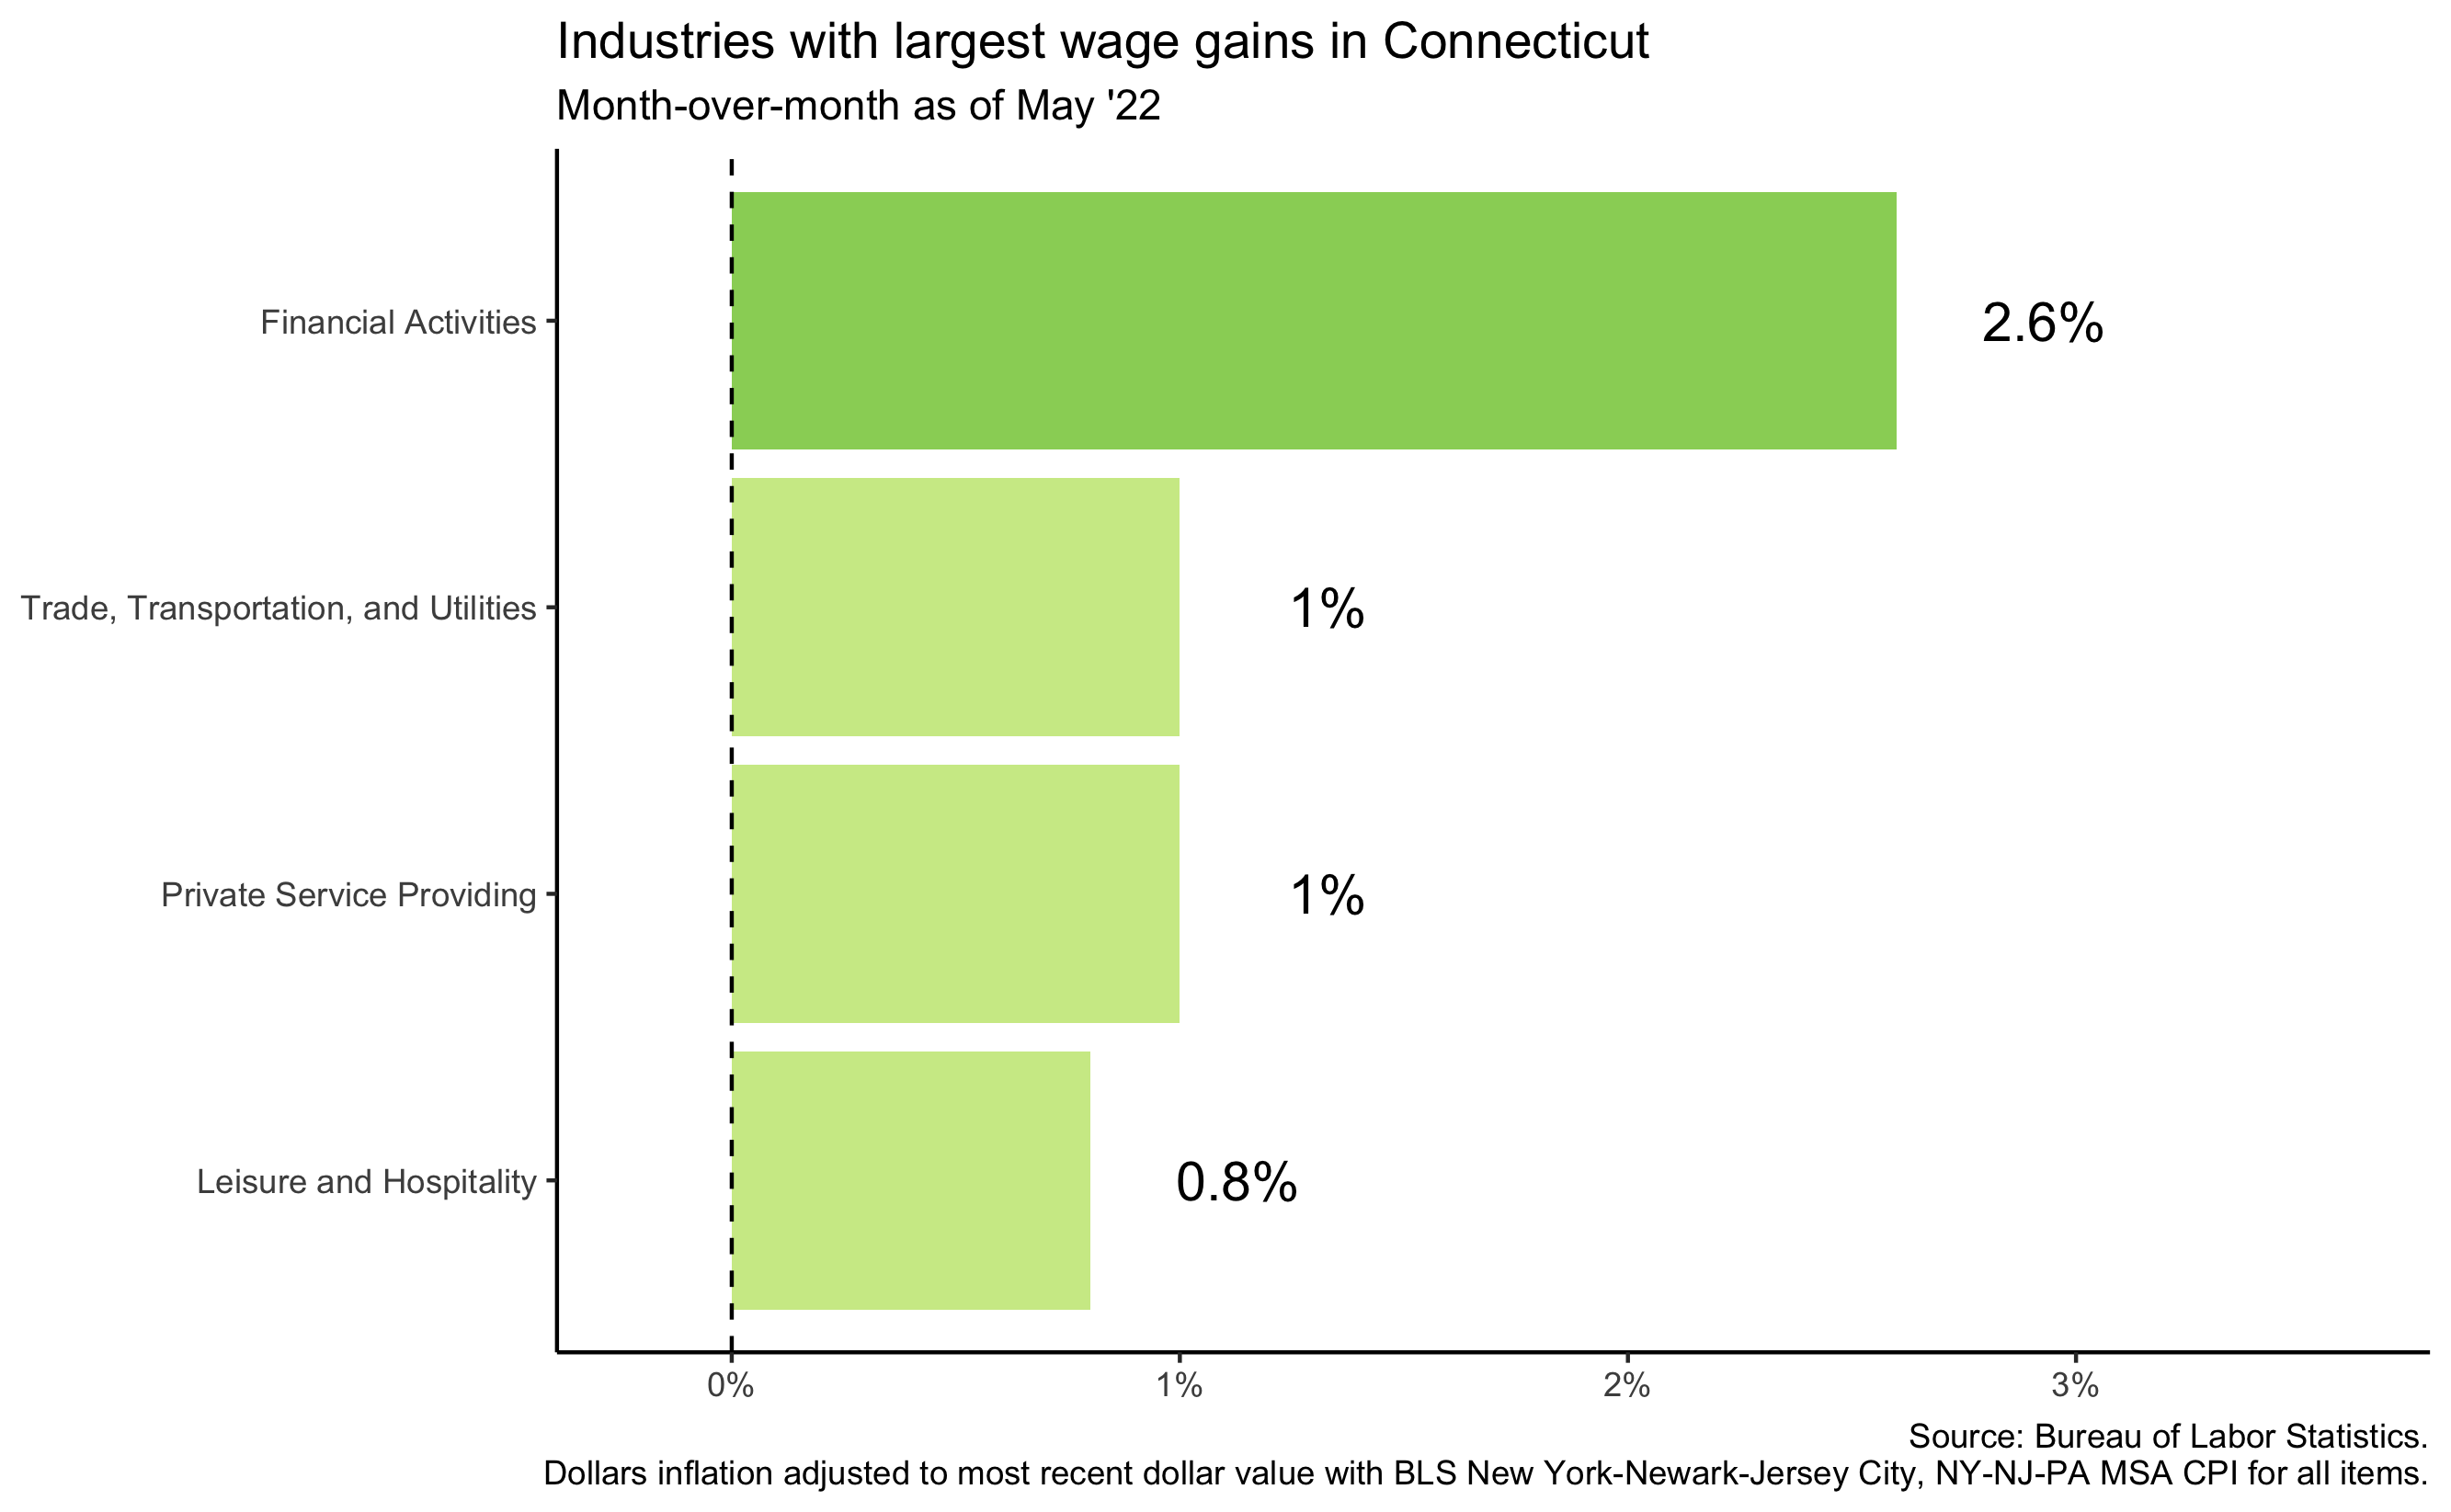 Industries with largest wage gains in Connecticut
Month-over-month as of May '22
Financial Activities
2.6%
Trade, Transportation, and Utilities
1%
Private Service Providing
1%
Leisure and Hospitality
0.8%
0%
1%
2%
3%
Source: Bureau of Labor Statistics.
Dollars inflation adjusted to most recent dollar value with BLS New York-Newark-Jersey City, NY-NJ-PA MSA CPI for all items.